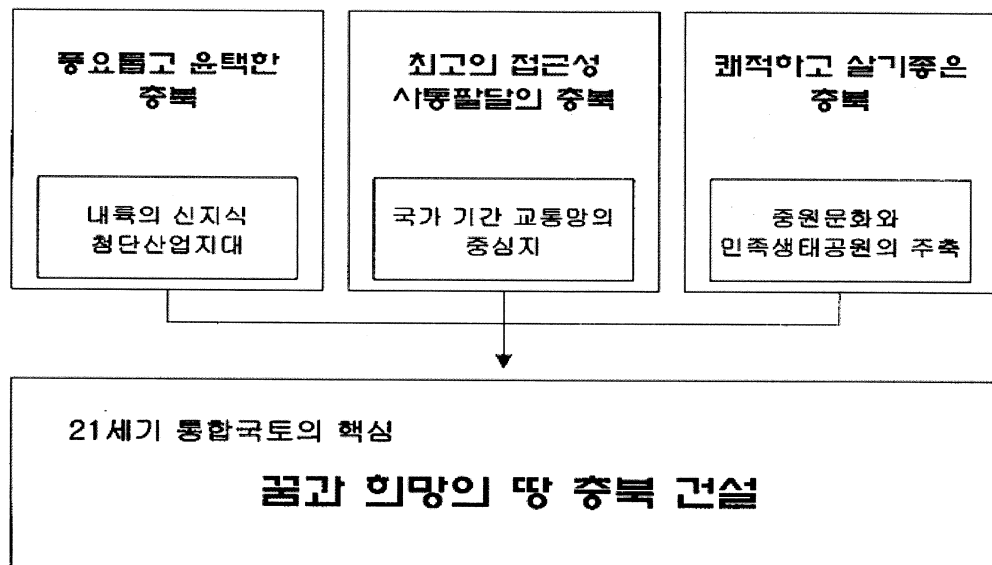 풍요롭고 윤택한
충북
내륙의 신지식
첨단산업지대
최고의 접근성
사통팔달의 충북
국가 기간 교통망의
중심지
쾌적하고 살기좋은
충북
중원문화와
민족생태공원의 주축
21세기 통합국토의 핵심
꿈과 희망의 땅 충북 건설